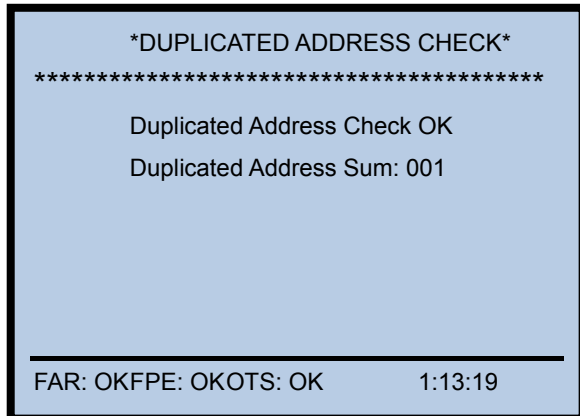 *DUPLICATED ADDRESS CHECK*
******************************************
Duplicated Address Check OK
Duplicated Address Sum: 001
FAR: OKFPE: OKOTS: OK 1:13:19